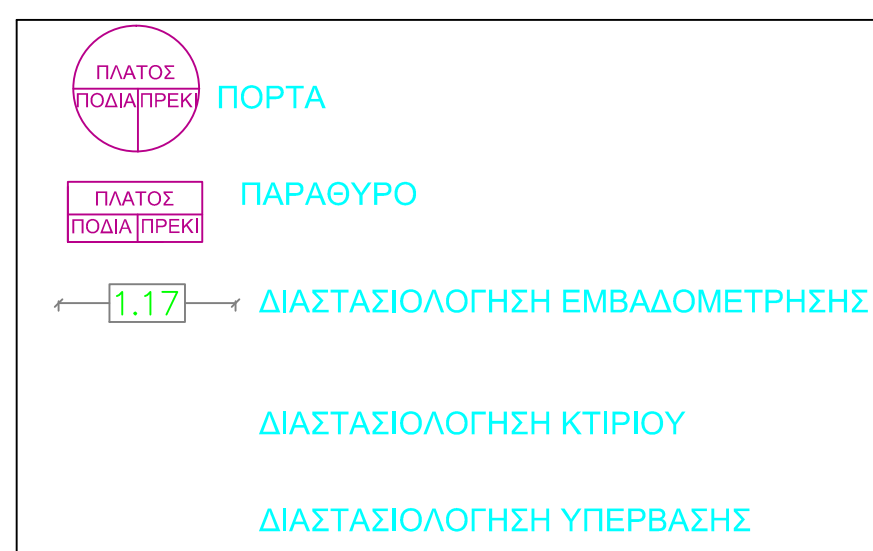 ΠΛΑΤΟΣ
ΠΟΔΙΑ ΠΡΕΚΙ
ΠΟΡΤΑ
ΠΛΑΤΟΣ
ΠΟΔΙΑ ΠΡΕΚΙ
ΠΑΡΑΘΥΡΟ
1.17 ΔΙΑΣΤΑΣΙΟΛΟΓΗΣΗ ΕΜΒΑΔΟΜΕΤΡΗΣΗΣ
ΔΙΑΣΤΑΣΙΟΛΟΓΗΣΗ ΚΤΙΡΙΟΥ
ΔΙΑΣΤΑΣΙΟΛΟΓΗΣΗ ΥΠΕΡΒΑΣΗΣ